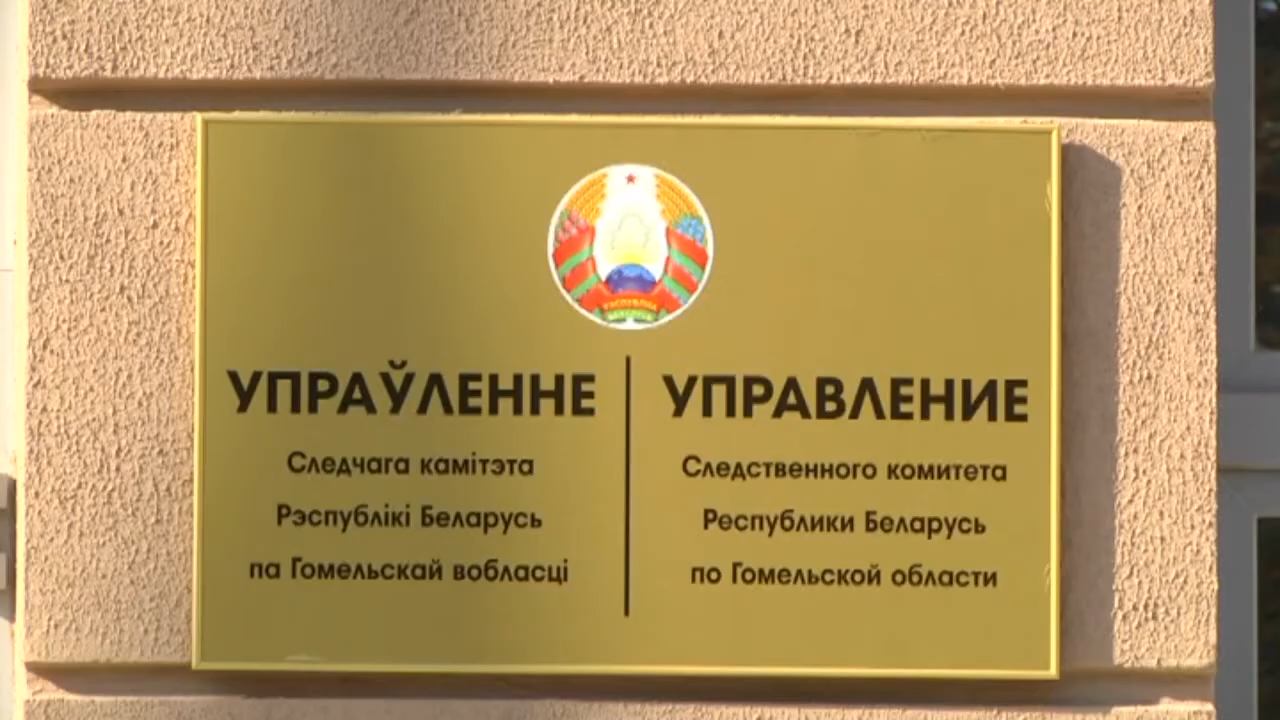 УПРАЎЛЕННЕ
Следчага камітэта
Рэспублікі Беларусь
па Гомельскай вобласці
УПРАВЛЕНИЕ
Следственного комитета
Республики Беларусь
по Гомельской области